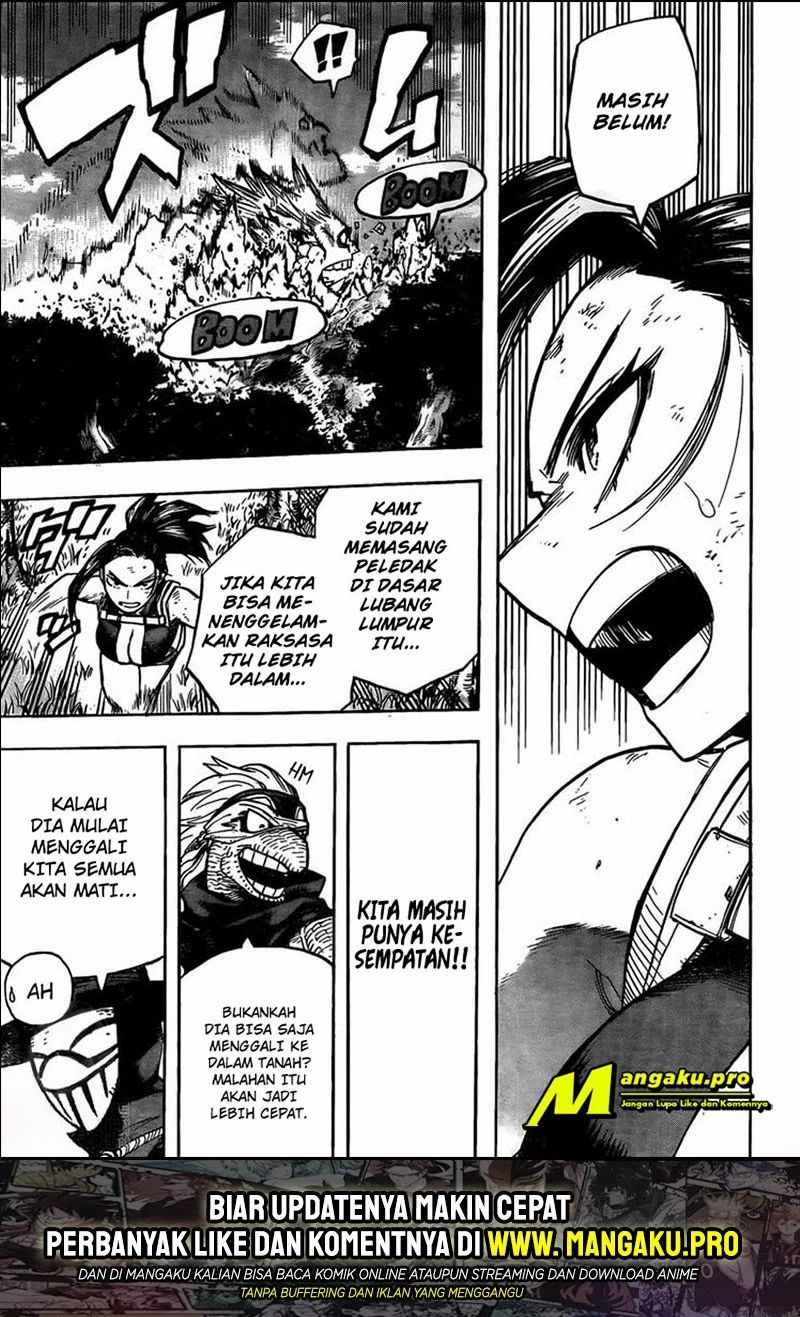 MASIH
BELUM!
!!
ズ
ム
BOOM
BOOM
KAMI
SUDAH
MEMASANG
PELEDAK
DI DASAR
LUBANG
LUMPUR
ITU...
JIKA KITA
BISA ME-
NENGGELAM-
KAN RAKSASA
ITU LEBIH
DALAM...
KITA MASIH
PUNYA KE-
SEMPATAN!!
HM
BUKANKAH
DIA BISA SAJA
MENGGALI KE
DALAM TANAH?
MALAHAN ITU
AKAN JADI
LEBIH CEPAT.
KALAU
DIA MULAI
MENGGALI
KITA SEMUA
AKAN MATI...
AH
Mangaku.pro
Jangan Lupa Like dan Komennya
BIAR UPDATENYA MAKIN CEPAT
PERBANYAK LIKE DAN KOMENTNYA DI WWW. MANGAKU.PRO
DAN DI MANGAKU KALIAN BISA BACA KOMIK ONLINE ATAUPUN STREAMING DAN DOWNLOAD ANIME
TANPA BUFFERING DAN IKLAN YANG MENGGANGU